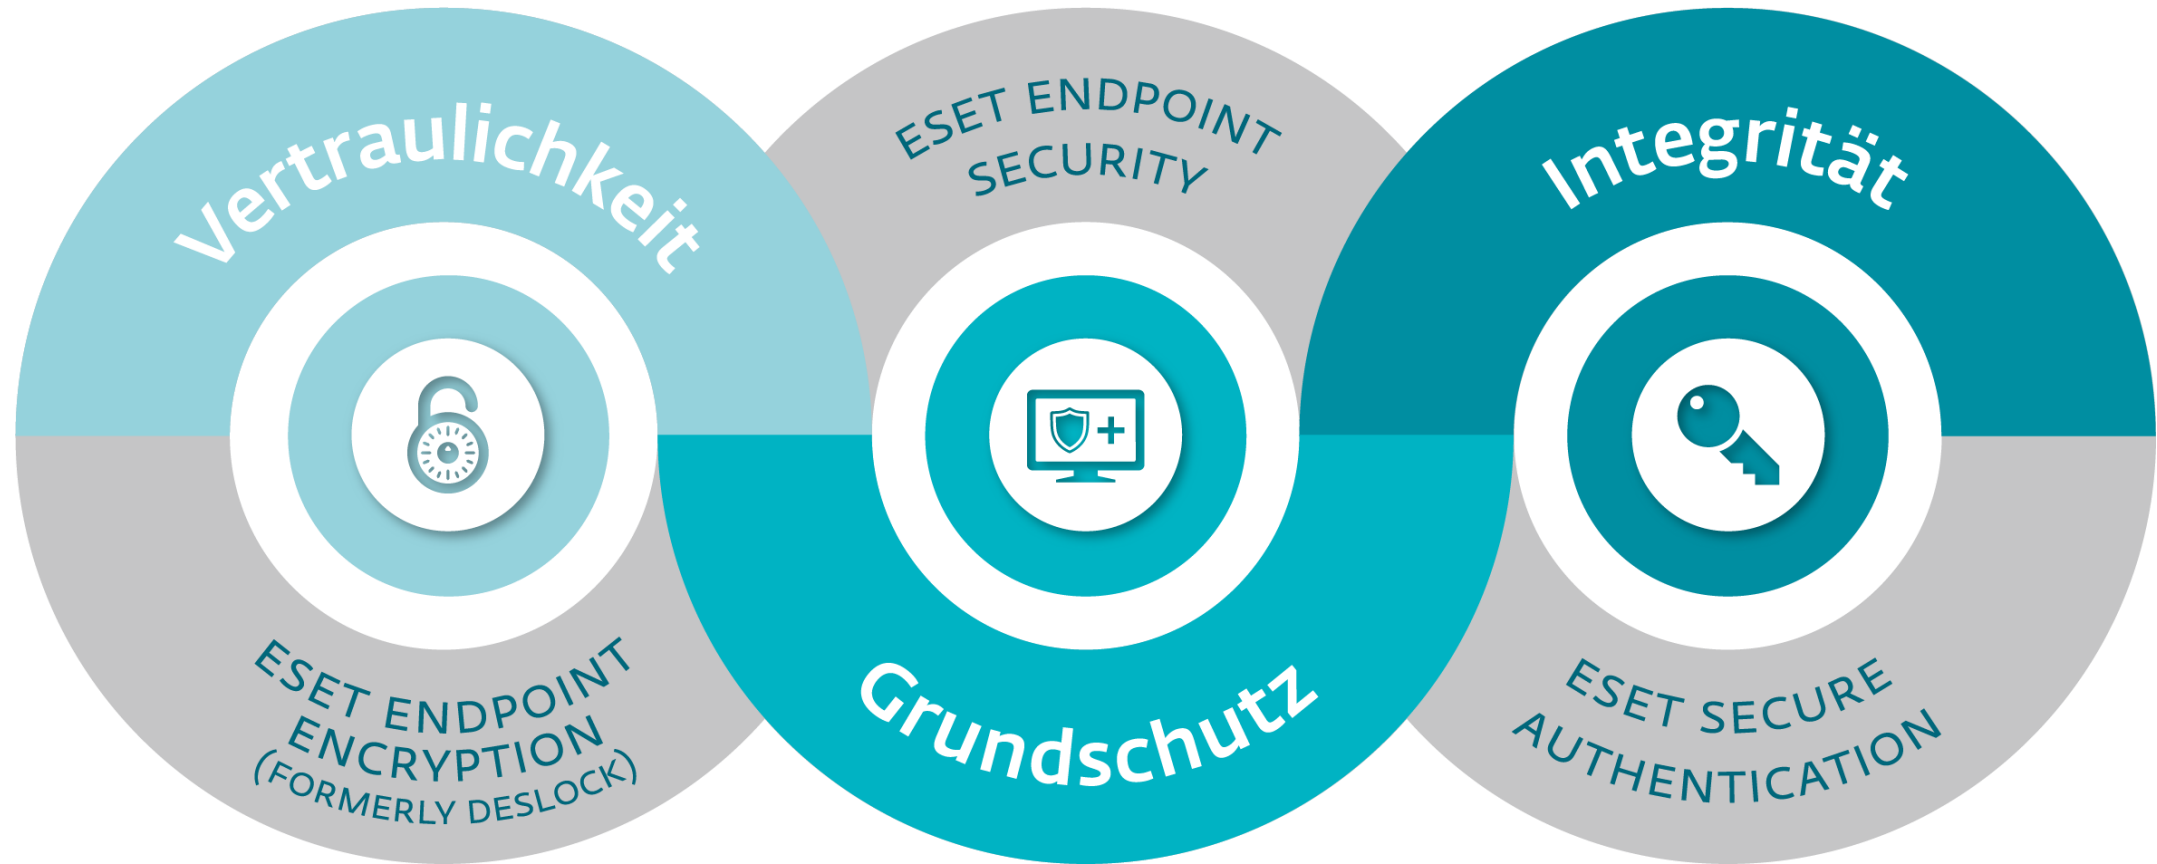 Vertraulichkeit
ESET ENDPOINT
ENCRYPTION
(FORMERLY DESLOCK)
ESET ENDPOINT
SECURITY
Grundschutz
Integrität
ESET SECURE
AUTHENTICATION